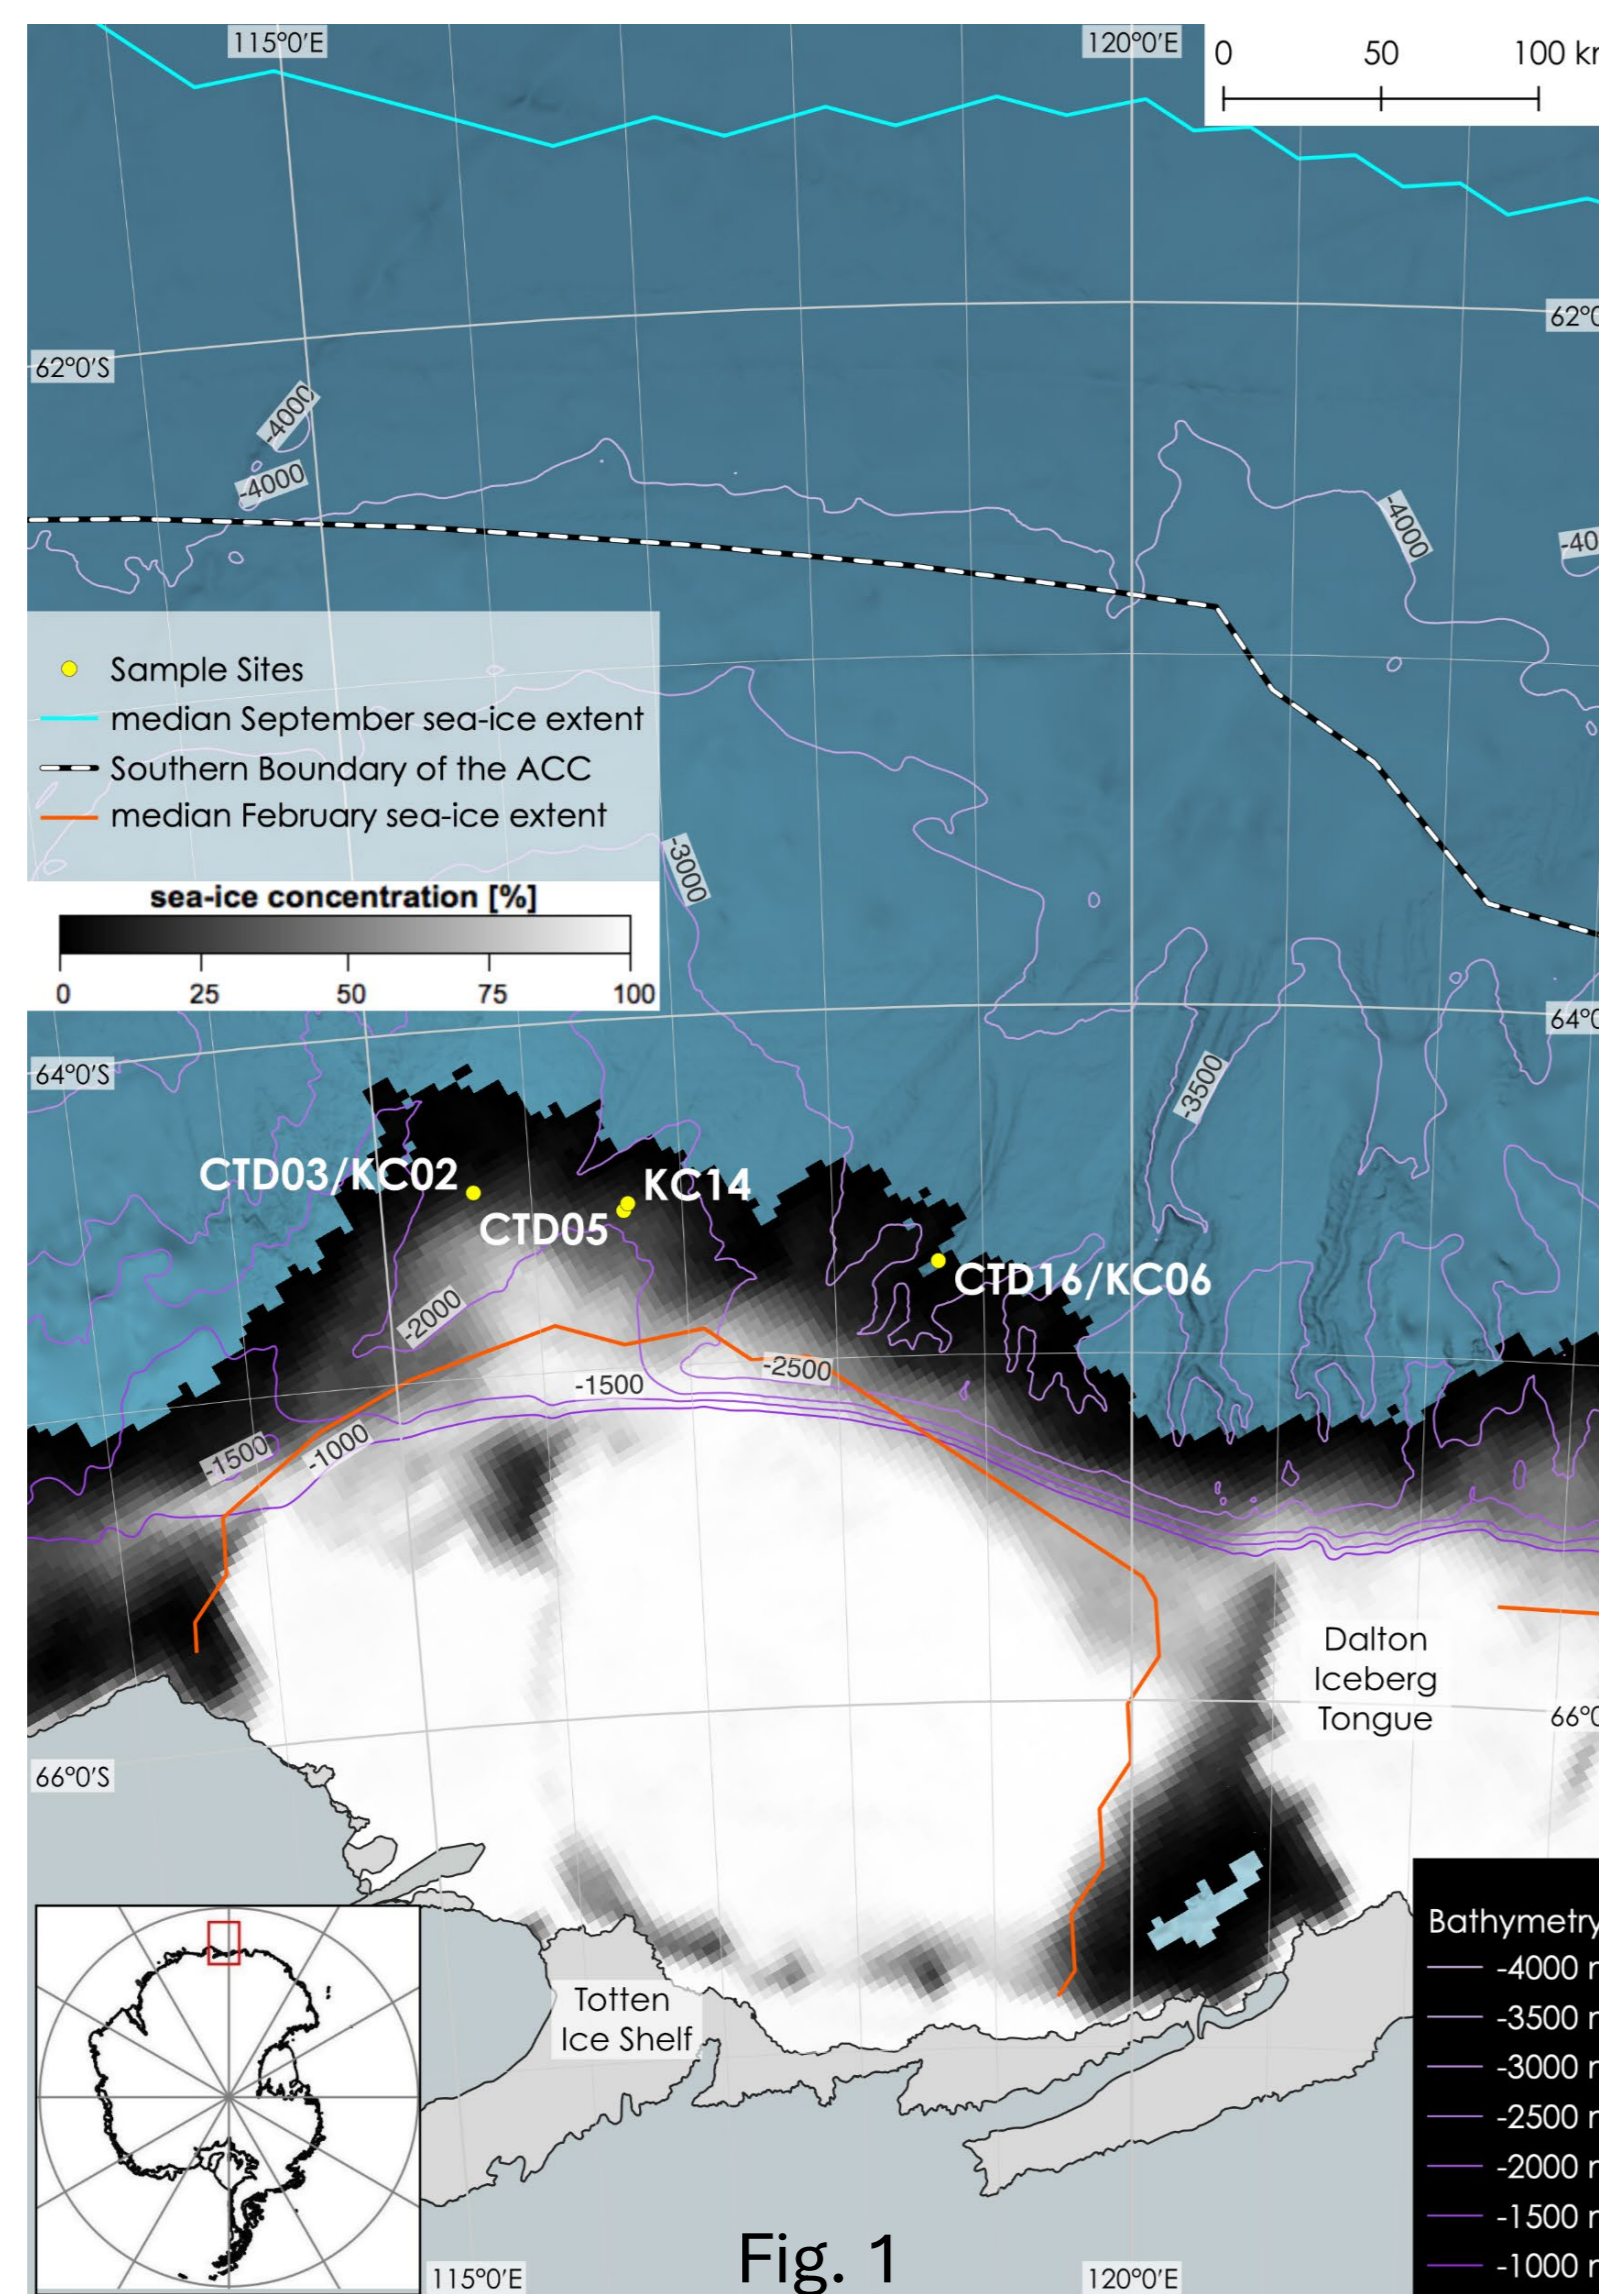 115°0′E
120°0′E
0 50 100 km
62°0′S
62°0
-4000
-4000
-4000
-40
Sample Sites
median September sea-ice extent
Southern Boundary of the ACC
median February sea-ice extent
-3000
sea-ice concentration [%]
0 25 50 75 100
64°0
64°0′S
-3500
CTD03/KC02
KC14
CTD05
CTD16/KC06
-2000
-2500
-1500
-1500
-1000
Dalton
Iceberg
Tongue
66°0
66°0′S
Totten
Ice Shelf
Bathymetry
-4000 m
-3500 m
-3000 m
-2500 m
-2000 m
-1500 m
-1000 m
115°0′E
Fig. 1
120°0′E